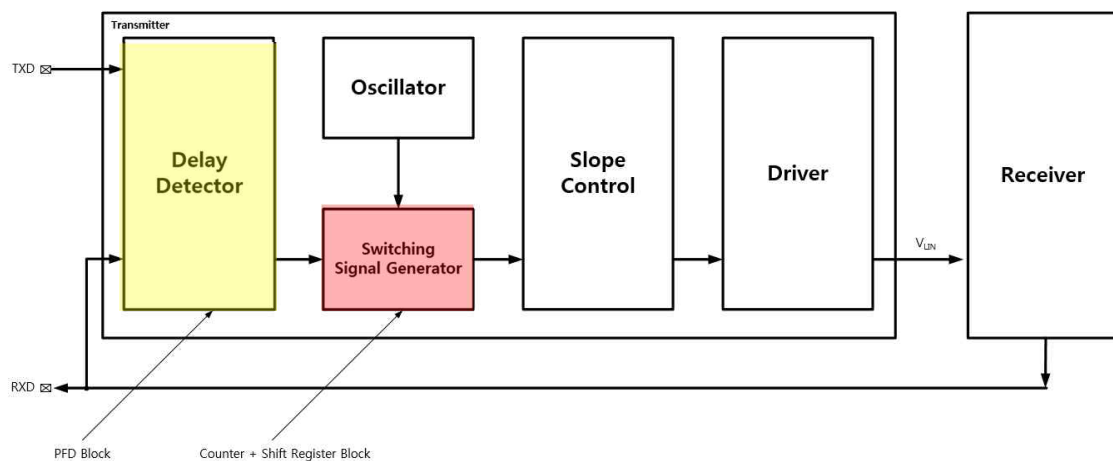 Transmitter
TXD
Delay
Detector
Oscillator
Slope
Control
Driver
Receiver
Switching
Signal Generator
VLIN
RXD
PFD Block
Counter + Shift Register Block